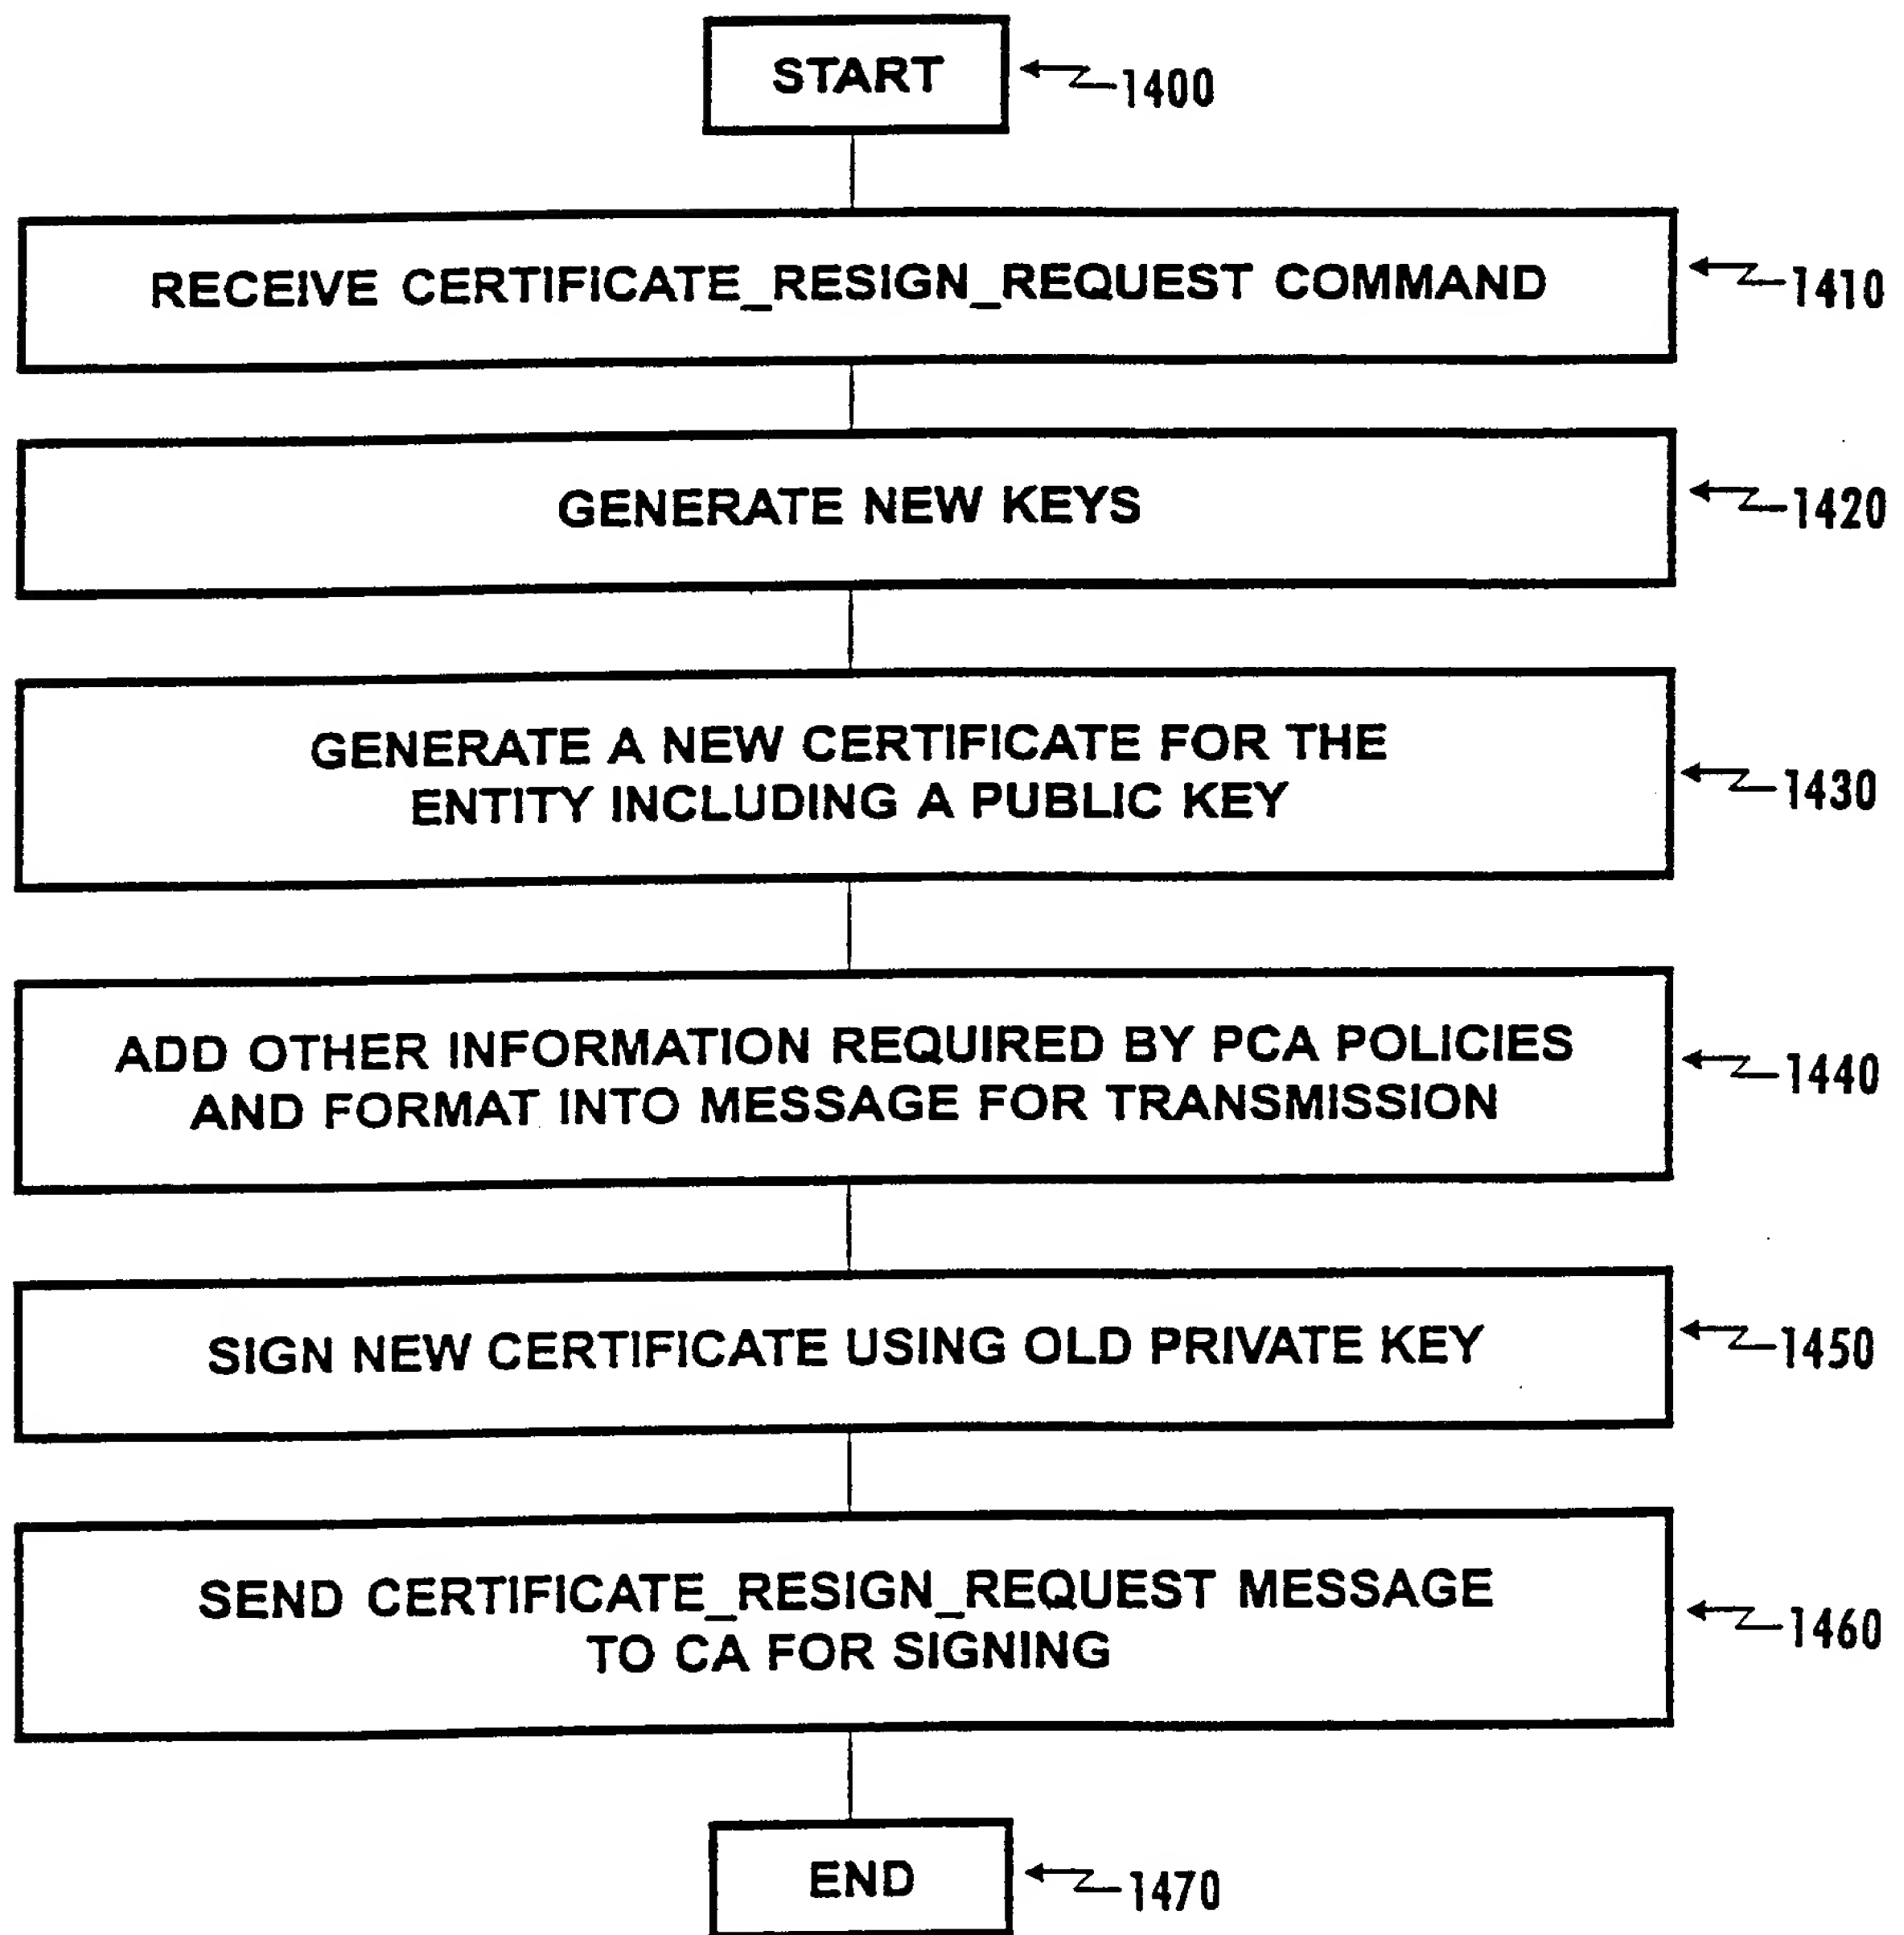 START
1400
RECEIVE CERTIFICATE_RESIGN_REQUEST COMMAND
1410
GENERATE NEW KEYS
1420
GENERATE A NEW CERTIFICATE FOR THE
ENTITY INCLUDING A PUBLIC KEY
1430
ADD OTHER INFORMATION REQUIRED BY PCA POLICIES
AND FORMAT INTO MESSAGE FOR TRANSMISSION
1440
SIGN NEW CERTIFICATE USING OLD PRIVATE KEY
1450
SEND CERTIFICATE_RESIGN_REQUEST MESSAGE
TO CA FOR SIGNING
1460
END
1470